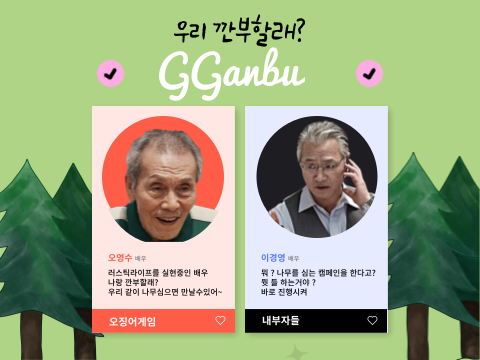 우리 깐부할래?
GGanbu
오영수 배우
러스틱라이프를 실현중인 배우
나랑 깐부할래?
우리 같이 나무심으면 만날수있어~
오징어게임
이경영 배우
뭐 ? 나무를 심는 캠페인을 한다고?
뭣 들 하는거야 ?
바로 진행시켜
내부자들